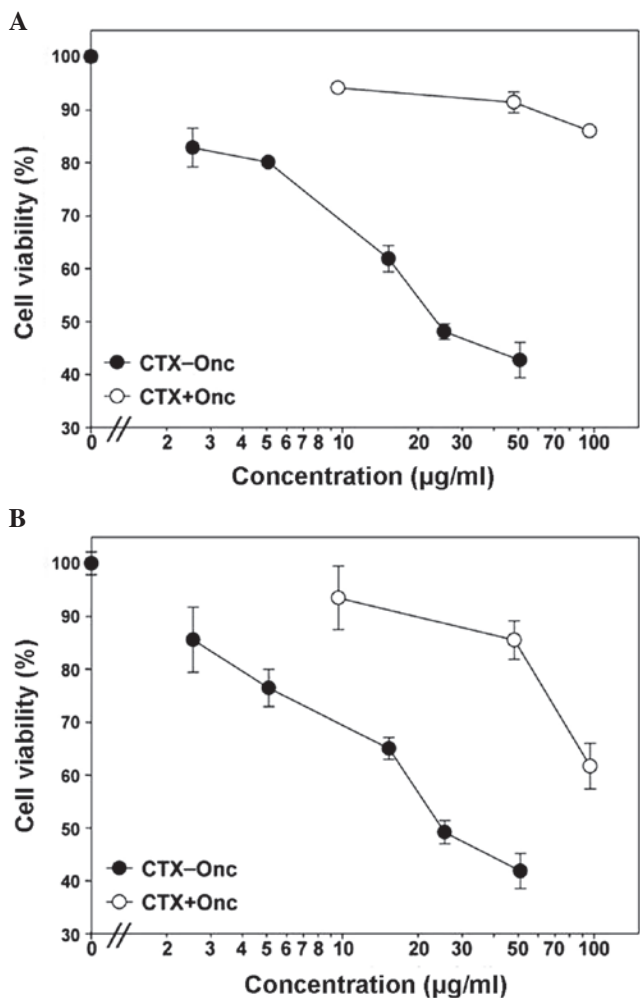 A
Cell viability (%)
100
90
80
70
60
50
40
30
CTX–Onc
CTX+Onc
0 2 3 4 5 6 7 8 10 20 30 50 70 100
Concentration (µg/ml)
B
Cell viability (%)
100
90
80
70
60
50
40
30
CTX–Onc
CTX+Onc
0 2 3 4 5 6 7 8 10 20 30 50 70 100
Concentration (µg/ml)